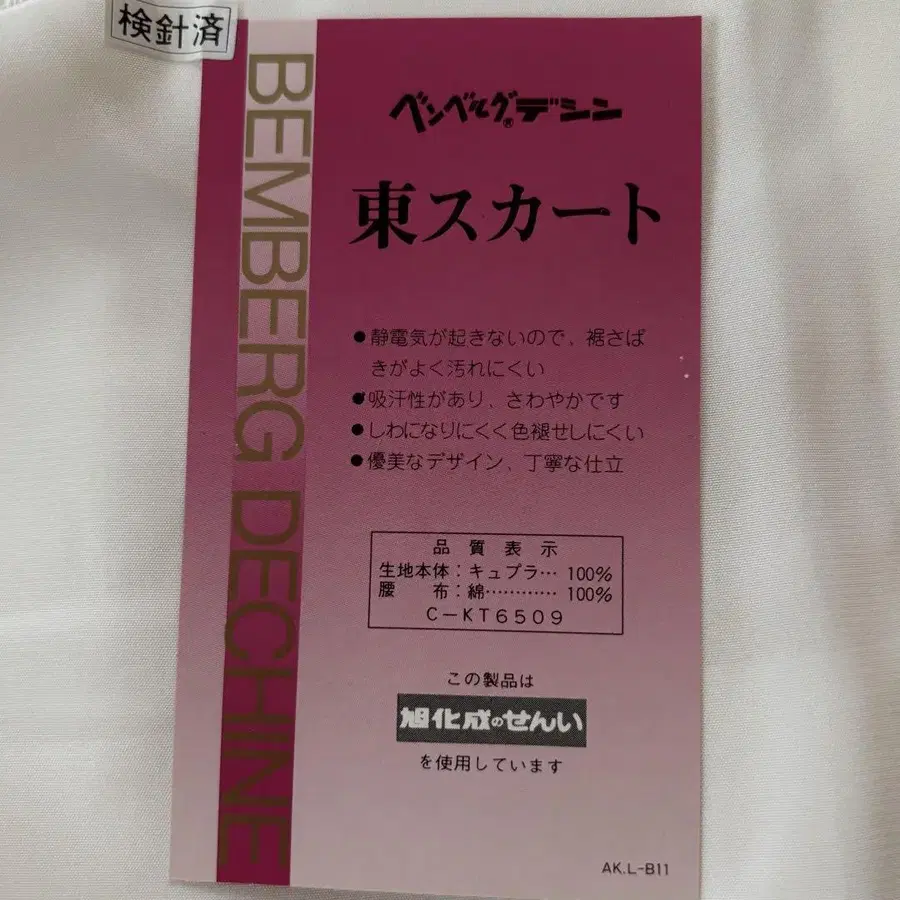 検針済
BEMBERG DECHINE
ベンベルグ®デシン
東スカート
●静電気が起きないので、裾さば
きがよく汚れにくい
●吸汗性があり、さわやかです
●しわになりにくく色褪せしにくい
●優美なデザイン、丁寧な仕立
品質表示
生地本体：キュプラ… 100%
腰　布：綿………… 100%
C-KT6509
この製品は
旭化成のせんい
を使用しています
AK.L-B11